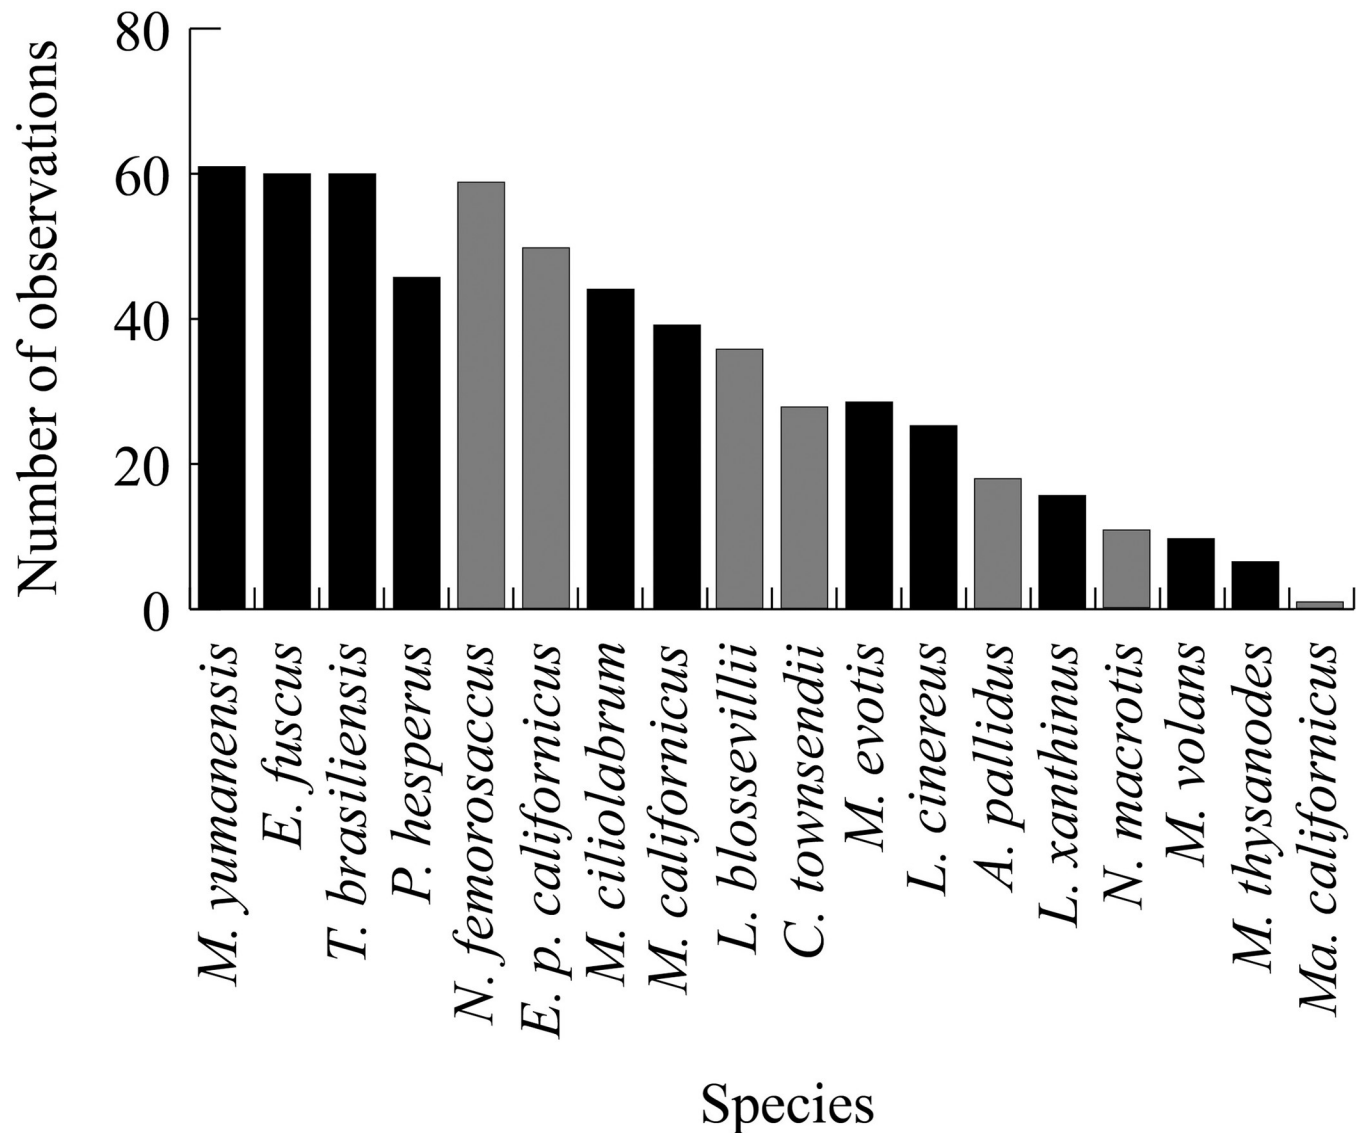 Number of observations
80
60
40
20
0
M. yumanensis
E. fuscus
T. brasiliensis
P. hesperus
N. femorosaccus
E. p. californicus
M. ciliolabrum
M. californicus
L. blossevillii
C. townsendii
M. evotis
L. cinereus
A. pallidus
L. xanthinus
N. macrotis
M. volans
M. thysanodes
Ma. californicus
Species